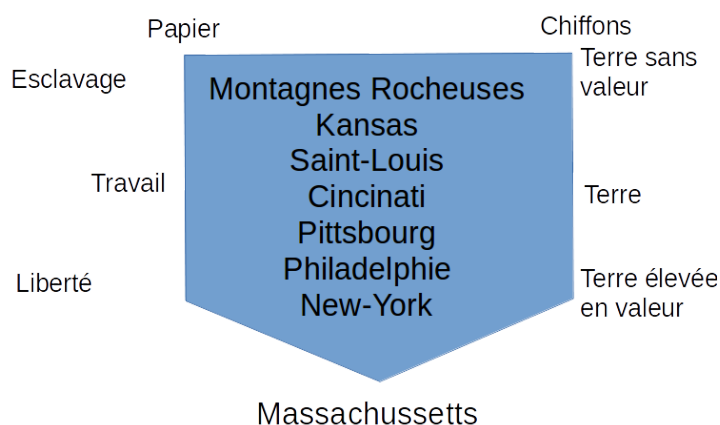 Papier
Chiffons
Esclavage
Terre sans
valeur
Montagnes Rocheuses
Kansas
Saint-Louis
Travail
Cincinati
Terre
Pittsbourg
Philadelphie
Liberté
Terre élevée
en valeur
New-York
Massachussetts